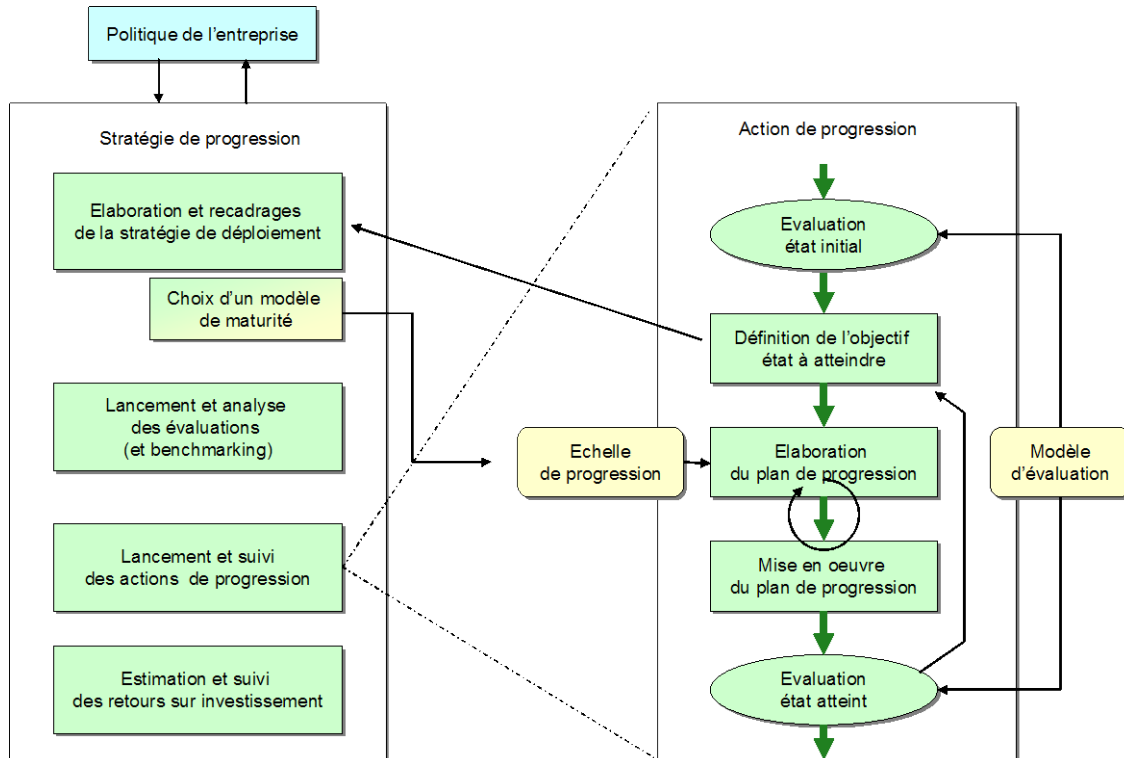 Politique de l'entreprise
Stratégie de progression
Elaboration et recadrages
de la stratégie de déploiement
Choix d'un modèle
de maturité
Lancement et analyse
des évaluations
(et benchmarking)
Lancement et suivi
des actions de progression
Estimation et suivi
des retours sur investissement
Echelle
de progression
Action de progression
Evaluation
état initial
Définition de l'objectif
état à atteindre
Elaboration
du plan de progression
Mise en oeuvre
du plan de progression
Evaluation
état atteint
Modèle
d'évaluation